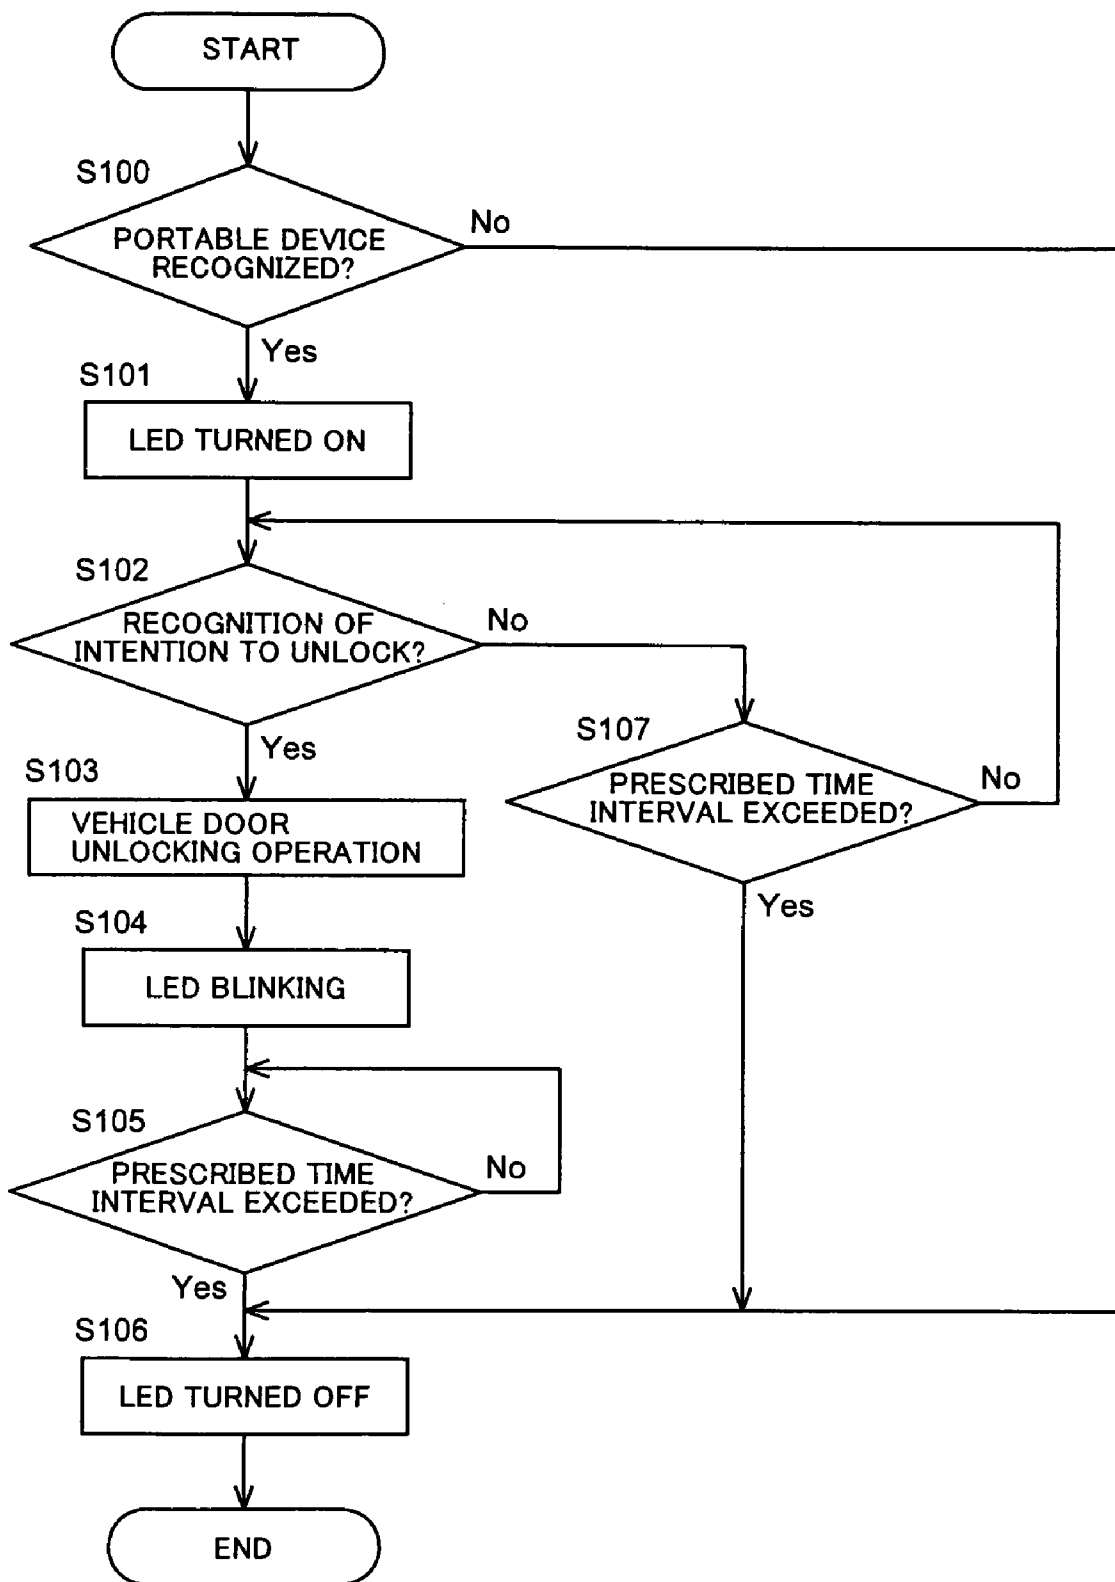 START
S100
No
PORTABLE DEVICE
RECOGNIZED?
Yes
S101
LED TURNED ON
S102
RECOGNITION OF
INTENTION TO UNLOCK?
No
S107
Yes
S103
PRESCRIBED TIME
INTERVAL EXCEEDED?
No
VEHICLE DOOR
UNLOCKING OPERATION
Yes
S104
LED BLINKING
S105
PRESCRIBED TIME
INTERVAL EXCEEDED?
No
Yes
S106
LED TURNED OFF
END